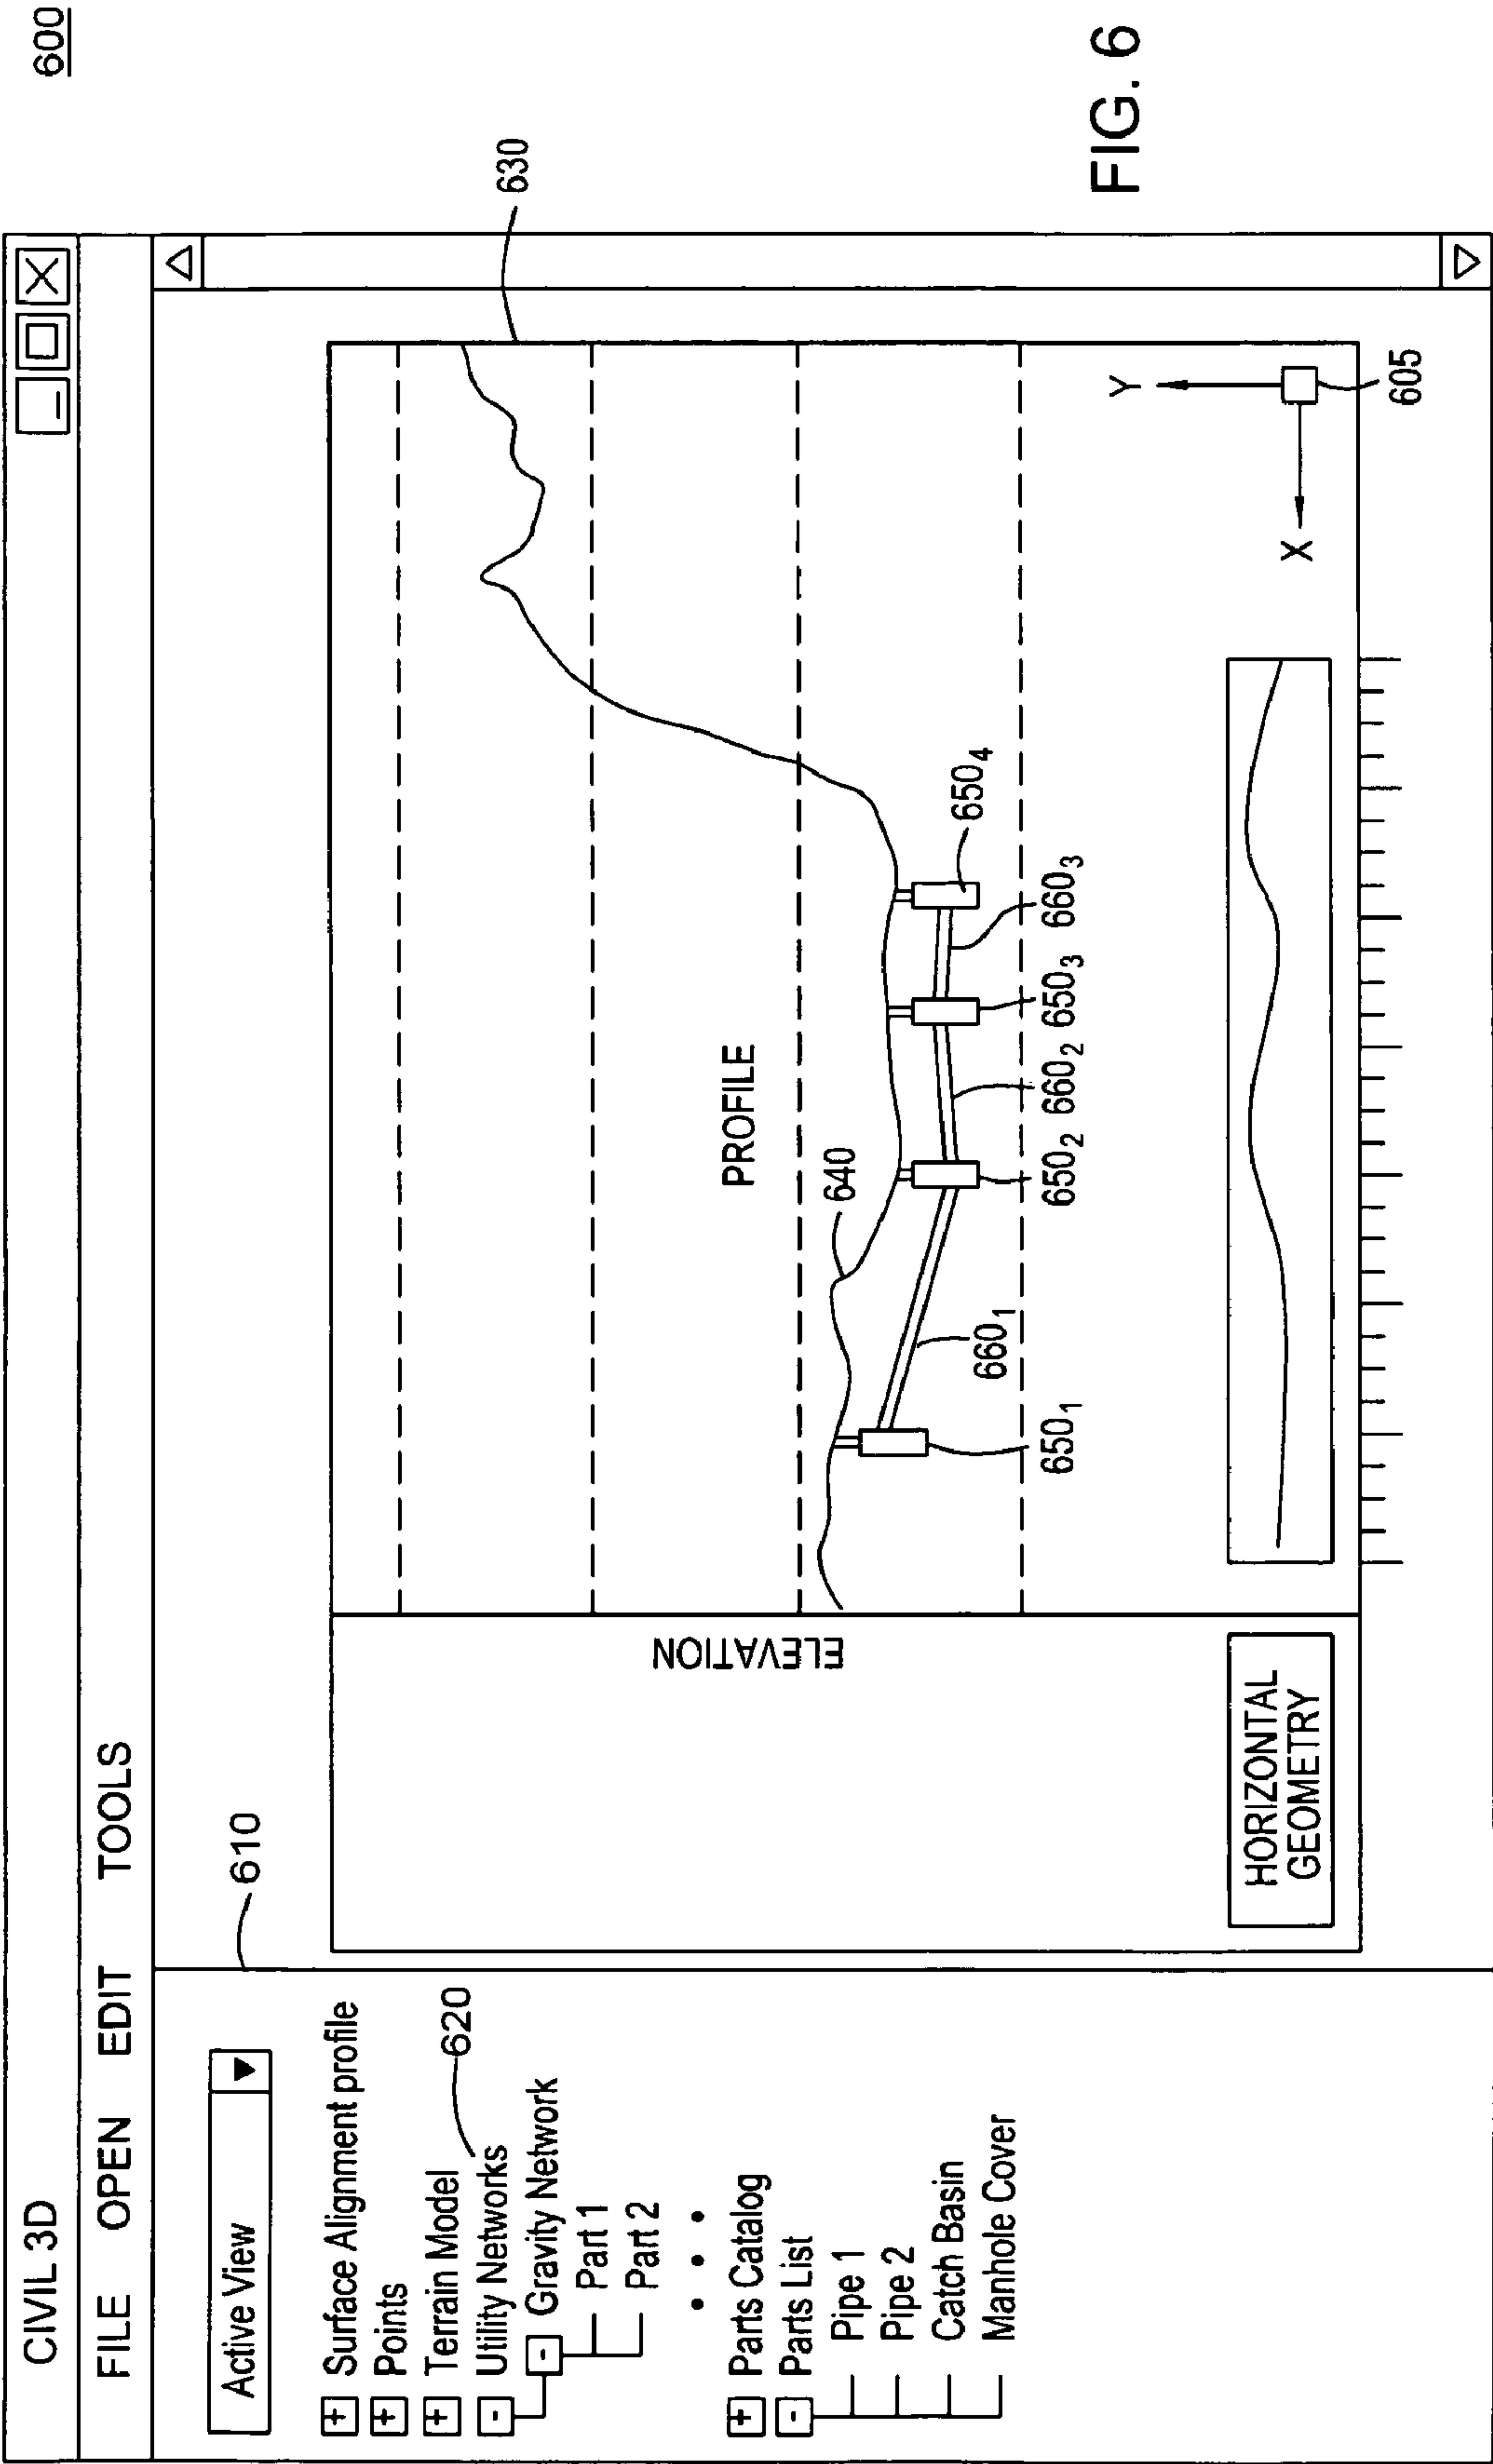 600
CIVIL 3D
FILE OPEN EDIT TOOLS
610
Active View
+ Surface Alignment profile
+ Points
+ Terrain Model
- Utility Networks
620
- Gravity Network
Part 1
Part 2
• • •
+ Parts Catalog
- Parts List
Pipe 1
Pipe 2
Catch Basin
Manhole Cover
630
ELEVATION
PROFILE
640
650₄
660₁
650₁
650₂ 660₂ 650₃ 660₃
Y
X
605
HORIZONTAL
GEOMETRY
FIG. 6